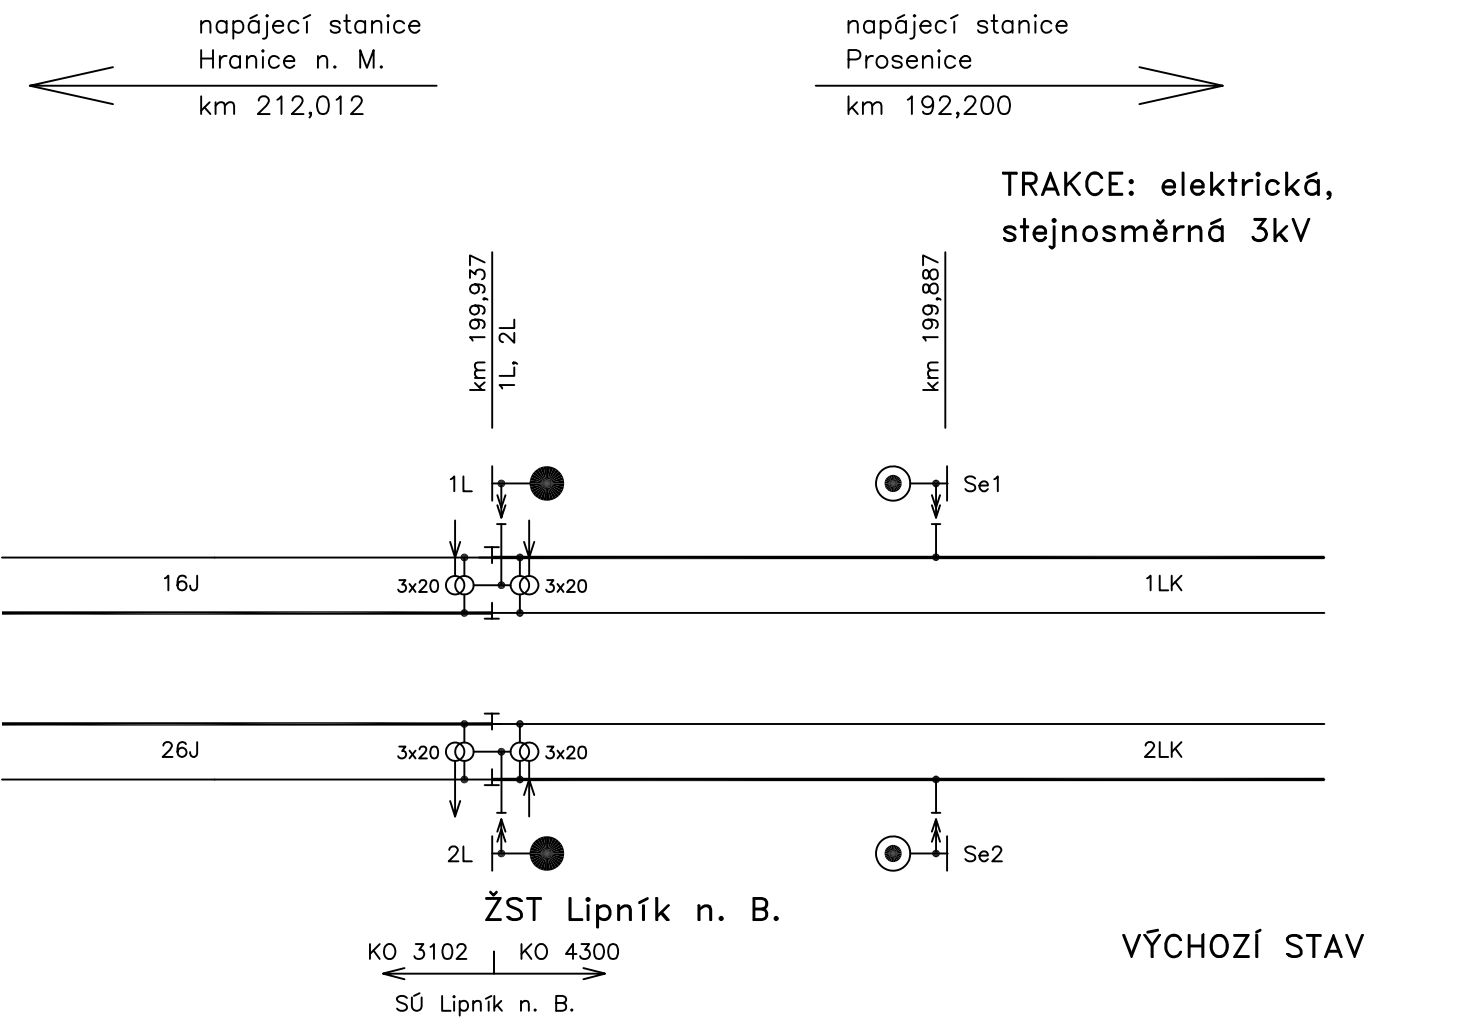 napájecí stanice
Hranice n. M.
km 212,012
napájecí stanice
Prosenice
km 192,200
TRAKCE: elektrická,
stejnosměrná 3kV
km 199,937
1L, 2L
km 199,887
1L
Se1
16J
3x20
3x20
1LK
26J
3x20
3x20
2LK
2L
Se2
ŽST Lipník n. B.
KO 3102
KO 4300
SÚ Lipník n. B.
VÝCHOZÍ STAV